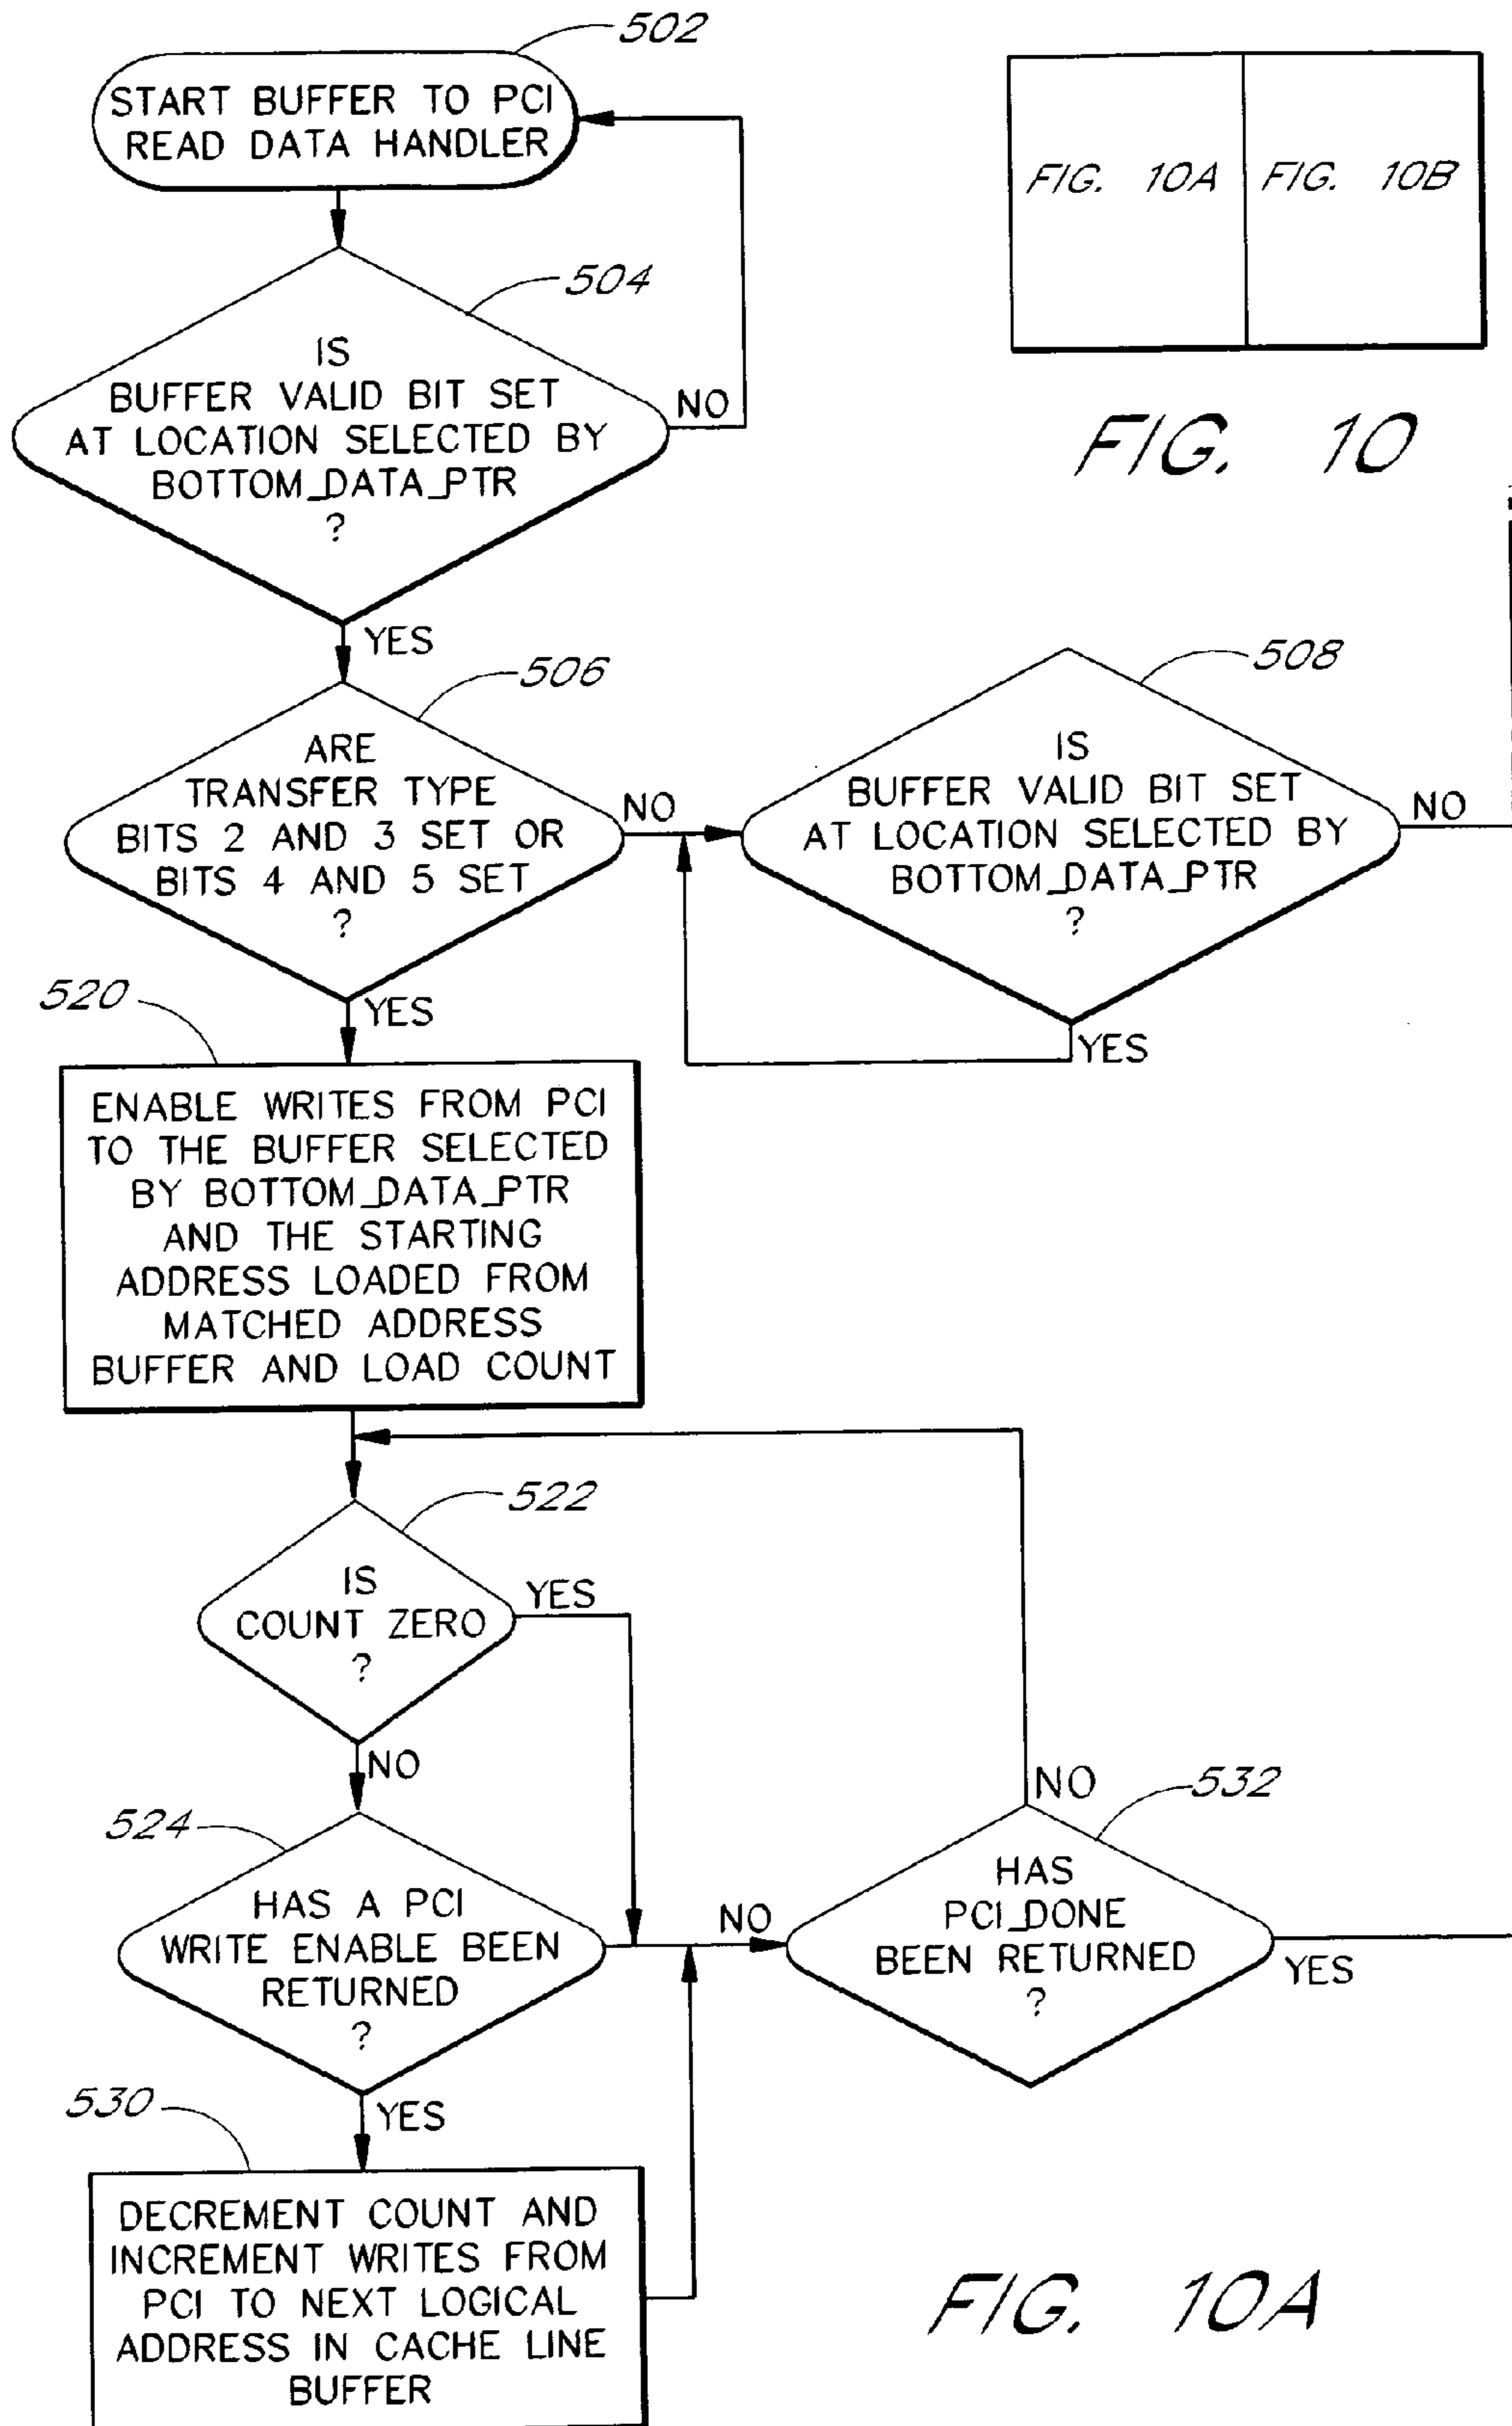 502
START BUFFER TO PCI
READ DATA HANDLER
FIG. 10A
FIG. 10B
FIG. 10
504
IS
BUFFER VALID BIT SET
AT LOCATION SELECTED BY
BOTTOM_DATA_PTR
?
NO
YES
506
ARE
TRANSFER TYPE
BITS 2 AND 3 SET OR
BITS 4 AND 5 SET
?
NO
508
IS
BUFFER VALID BIT SET
AT LOCATION SELECTED BY
BOTTOM_DATA_PTR
?
NO
YES
YES
520
ENABLE WRITES FROM PCI
TO THE BUFFER SELECTED
BY BOTTOM_DATA_PTR
AND THE STARTING
ADDRESS LOADED FROM
MATCHED ADDRESS
BUFFER AND LOAD COUNT
522
IS
COUNT ZERO
?
YES
NO
524
HAS A PCI
WRITE ENABLE BEEN
RETURNED
?
NO
YES
532
HAS
PCI_DONE
BEEN RETURNED
?
NO
YES
530
DECREMENT COUNT AND
INCREMENT WRITES FROM
PCI TO NEXT LOGICAL
ADDRESS IN CACHE LINE
BUFFER
FIG. 10A